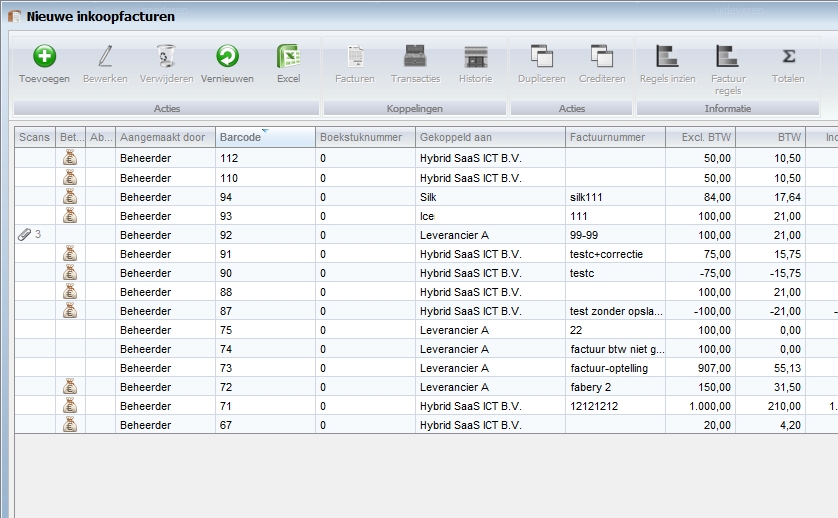 Nieuwe inkoopfacturen
Toevoegen Bewerken Verwijderen Vernieuwen Excel Facturen Transacties Historie Dupliceren Crediteren Regels inzien Factuur regels Totalen
Acties Koppelingen Acties Informatie
Scans Bet... Ab... Aangemaakt door Barcode Boekstuknummer Gekoppeld aan Factuurnummer Excl. BTW BTW Inc
Beheerder 112 0 Hybrid SaaS ICT B.V. 50,00 10,50
Beheerder 110 0 Hybrid SaaS ICT B.V. 50,00 10,50
Beheerder 94 0 Silk silk111 84,00 17,64
Beheerder 93 0 Ice 111 100,00 21,00
3 Beheerder 92 0 Leverancier A 99-99 100,00 21,00
Beheerder 91 0 Hybrid SaaS ICT B.V. testc+correctie 75,00 15,75
Beheerder 90 0 Hybrid SaaS ICT B.V. testc -75,00 -15,75
Beheerder 88 0 Hybrid SaaS ICT B.V. 100,00 21,00
Beheerder 87 0 Hybrid SaaS ICT B.V. test zonder opsla... -100,00 -21,00 -
Beheerder 75 0 Leverancier A 22 100,00 0,00
Beheerder 74 0 Leverancier A factuur btw niet g... 100,00 0,00
Beheerder 73 0 Leverancier A factuur-optelling 907,00 55,13
Beheerder 72 0 Leverancier A fabery 2 150,00 31,50
Beheerder 71 0 Hybrid SaaS ICT B.V. 12121212 1.000,00 210,00 1.
Beheerder 67 0 Hybrid SaaS ICT B.V. 20,00 4,20